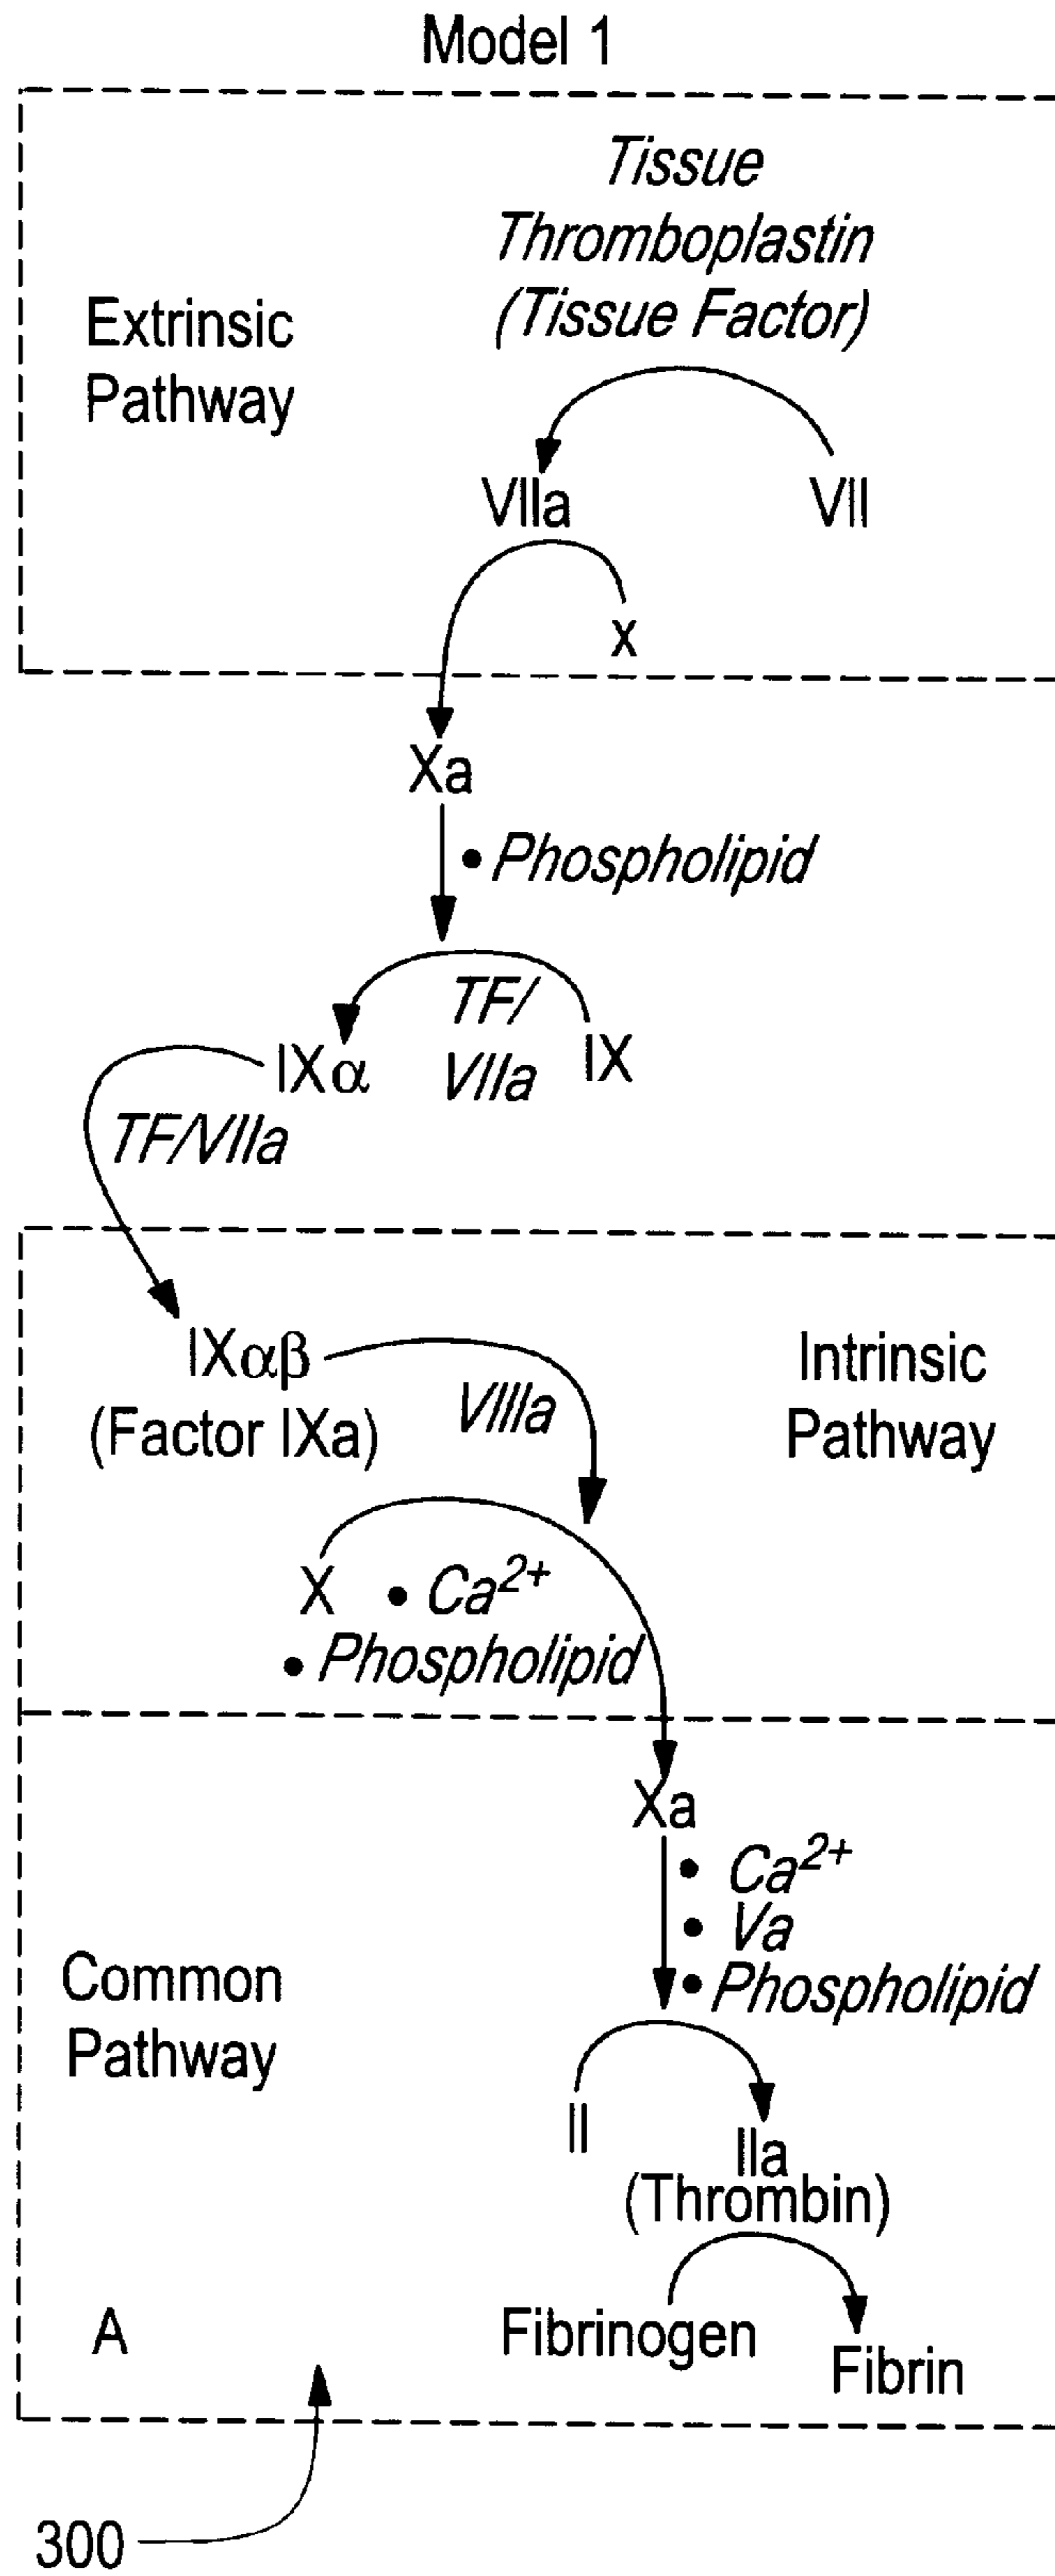 Model 1
Tissue
Thromboplastin
(Tissue Factor)
Extrinsic
Pathway
VIIa
VII
x
Xa
• Phospholipid
TF/
VIIa
IXα
IX
TF/VIIa
IXαβ
(Factor IXa)
VIIIa
Intrinsic
Pathway
X
• Ca²⁺
• Phospholipid
Xa
• Ca²⁺
• Va
• Phospholipid
Common
Pathway
II
IIa
(Thrombin)
Fibrinogen
Fibrin
A
300